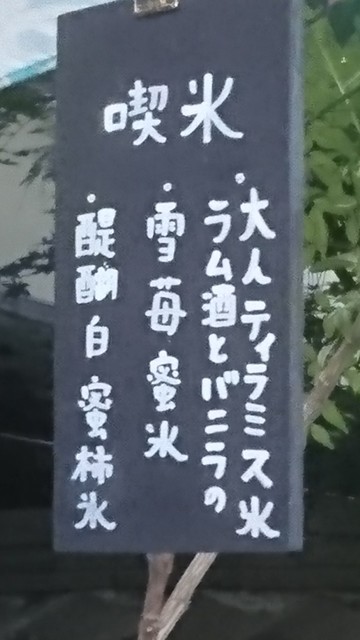 喫氷
・大人ティラミス氷
ラム酒とバニラの
・雪苺蜜氷
・醍醐白蜜柿氷